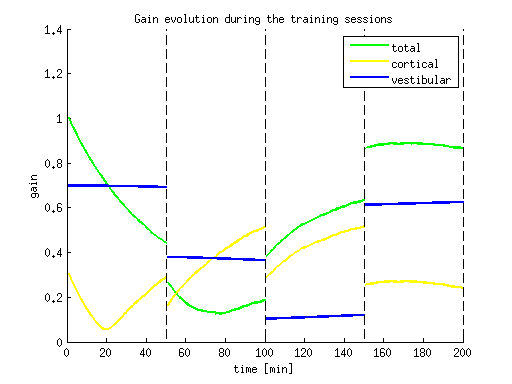 Gain evolution during the training sessions
1.4
1.2
1
0.8
0.6
0.4
0.2
0
gain
total
cortical
vestibular
0 20 40 60 80 100 120 140 160 180 200
time [min]